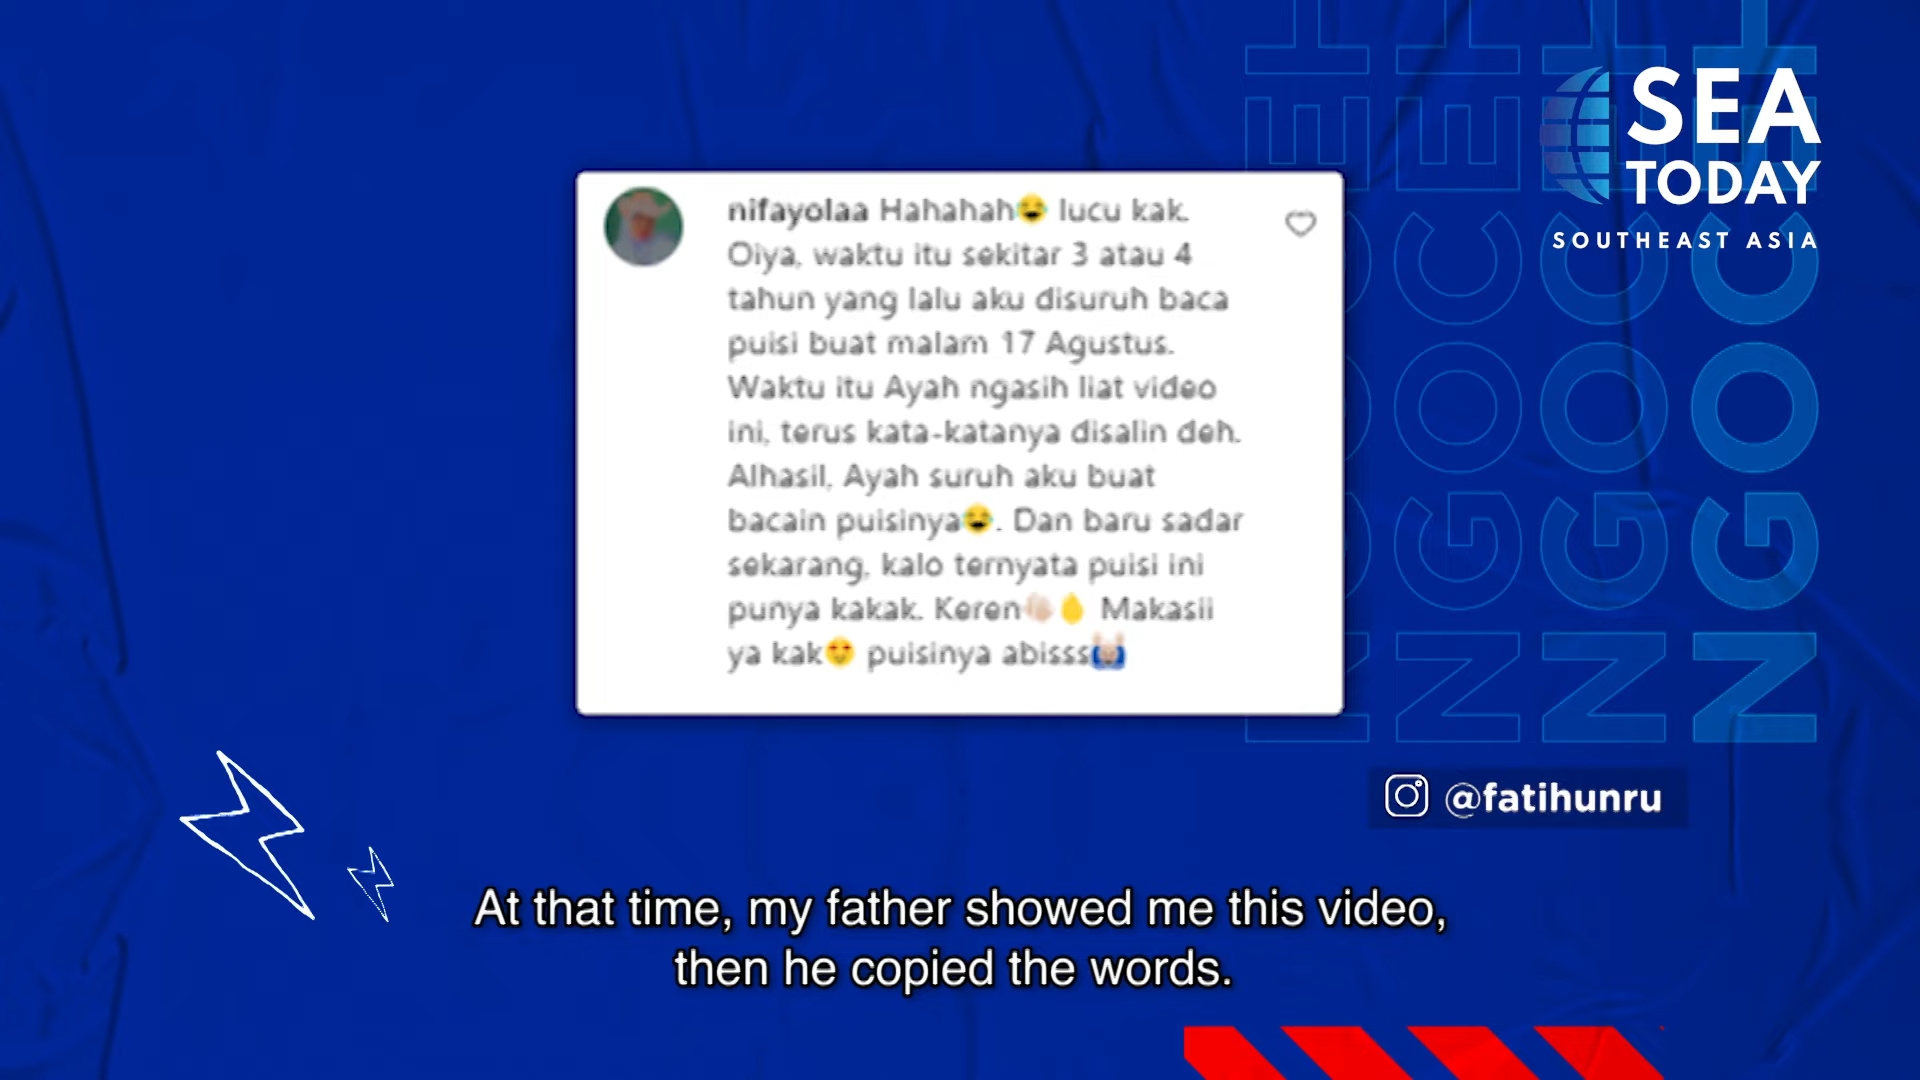 SEA
TODAY
SOUTHEAST ASIA
nifayolaa Hahahah😂 lucu kak.
Oiya, waktu itu sekitar 3 atau 4
tahun yang lalu aku disuruh baca
puisi buat malam 17 Agustus.
Waktu itu Ayah ngasih liat video
ini, terus kata-katanya disalin deh.
Alhasil, Ayah suruh aku buat
bacain puisinya😂. Dan baru sadar
sekarang, kalo ternyata puisi ini
punya kakak. Keren Makasii
ya kak😍 puisinya abisss
@fatihunru
At that time, my father showed me this video,
then he copied the words.
NGOCEH